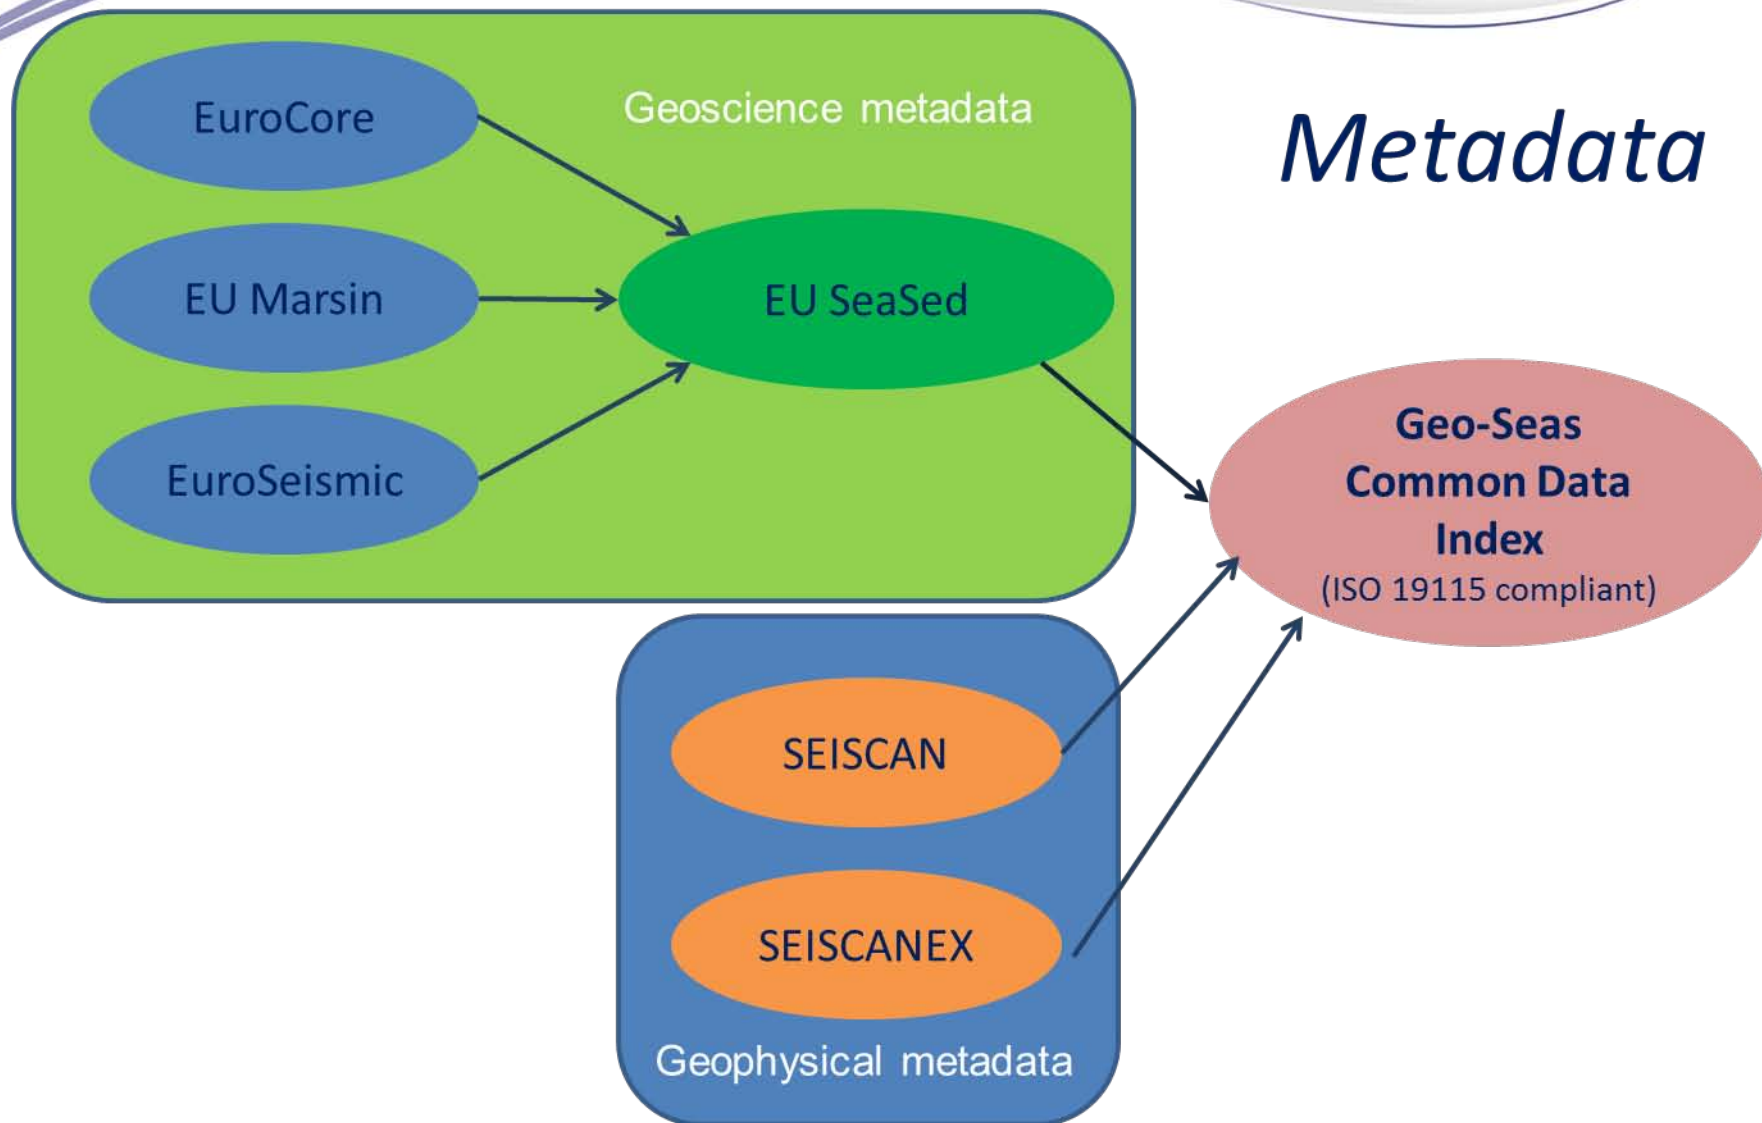 Metadata
Geoscience metadata
EuroCore
EU Marsin
EuroSeismic
EU SeaSed
Geo-Seas
Common Data
Index
(ISO 19115 compliant)
SEISCAN
SEISCANEX
Geophysical metadata